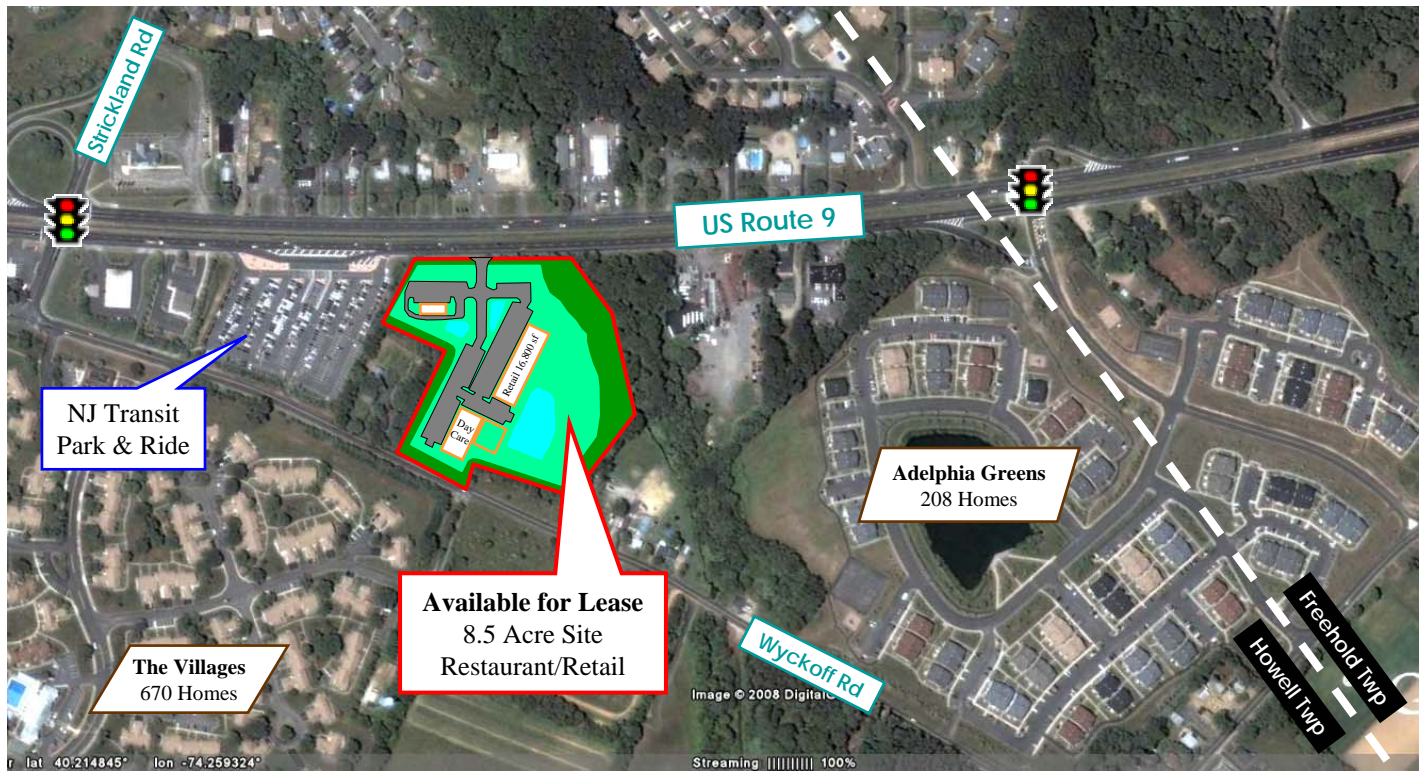 Strickland Rd
US Route 9
Retail 16,800 sf
Day
Care
NJ Transit
Park & Ride
Adelphia Greens
208 Homes
Available for Lease
8.5 Acre Site
Restaurant/Retail
The Villages
670 Homes
Wyckoff Rd
Freehold Twp
Howell Twp
Image © 2008 Digital
r lat 40.214845° lon -74.259324°
Streaming |||||||||| 100%